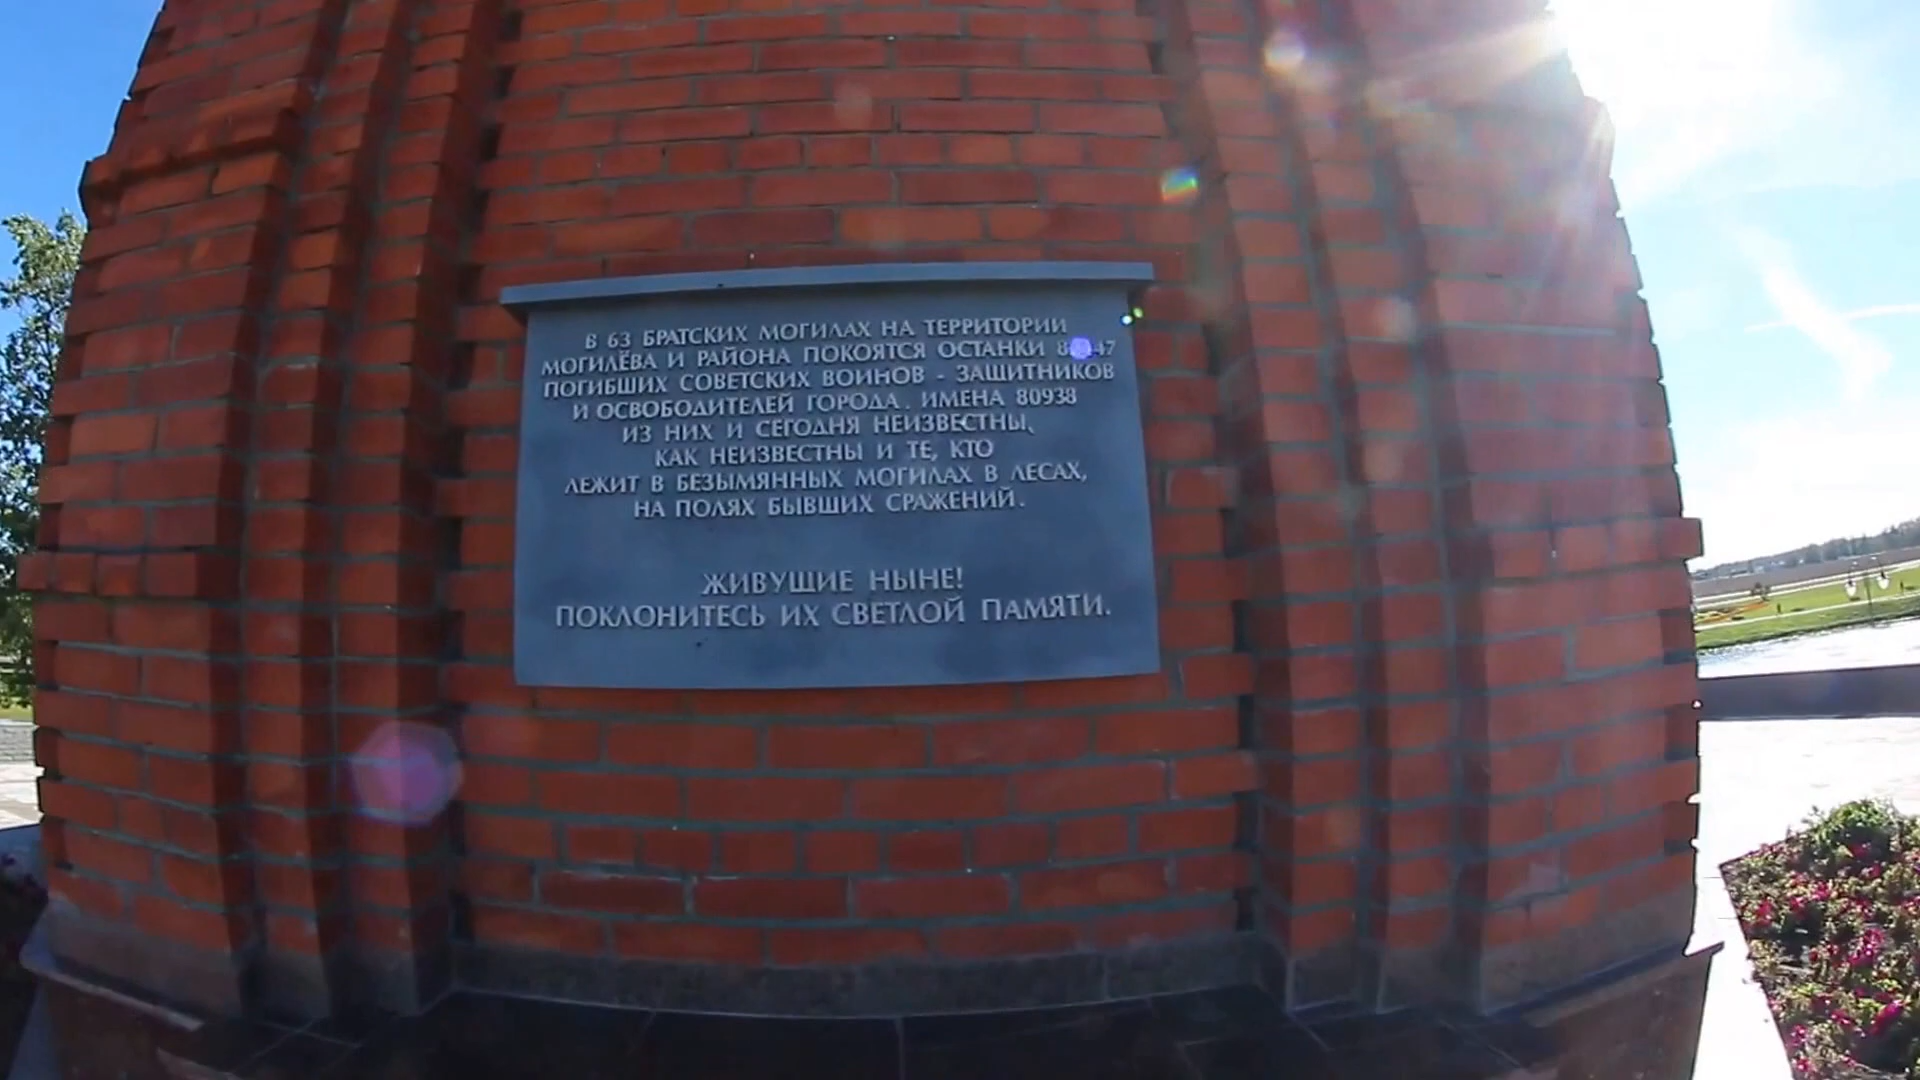 В 63 БРАТСКИХ МОГИЛАХ НА ТЕРРИТОРИИ
МОГИЛЁВА И РАЙОНА ПОКОЯТСЯ ОСТАНКИ
ПОГИБШИХ СОВЕТСКИХ ВОИНОВ - ЗАЩИТНИКОВ
И ОСВОБОДИТЕЛЕЙ ГОРОДА. ИМЕНА 80938
ИЗ НИХ И СЕГОДНЯ НЕИЗВЕСТНЫ,
КАК НЕИЗВЕСТНЫ И ТЕ, КТО
ЛЕЖИТ В БЕЗЫМЯННЫХ МОГИЛАХ В ЛЕСАХ,
НА ПОЛЯХ БЫВШИХ СРАЖЕНИЙ.
ЖИВУЩИЕ НЫНЕ!
ПОКЛОНИТЕСЬ ИХ СВЕТЛОЙ ПАМЯТИ.